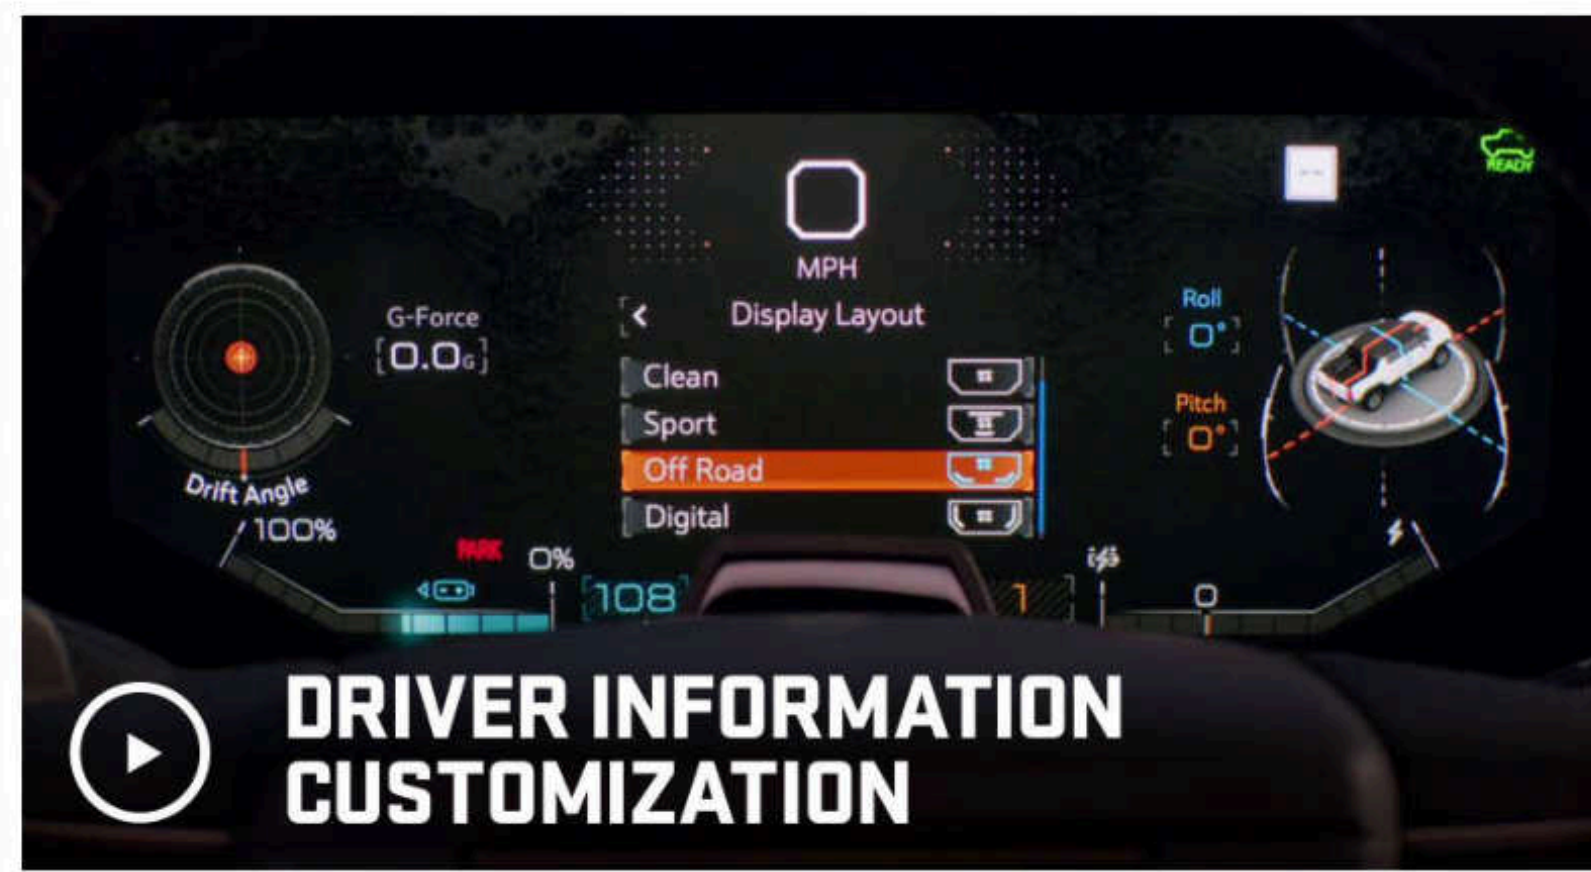 0
MPH
READY
Display Layout
G-Force
0.0G
Clean
Sport
Off Road
Digital
Roll
0°
Pitch
0°
Drift Angle
100%
PARK
0%
108
1
0
DRIVER INFORMATION
CUSTOMIZATION